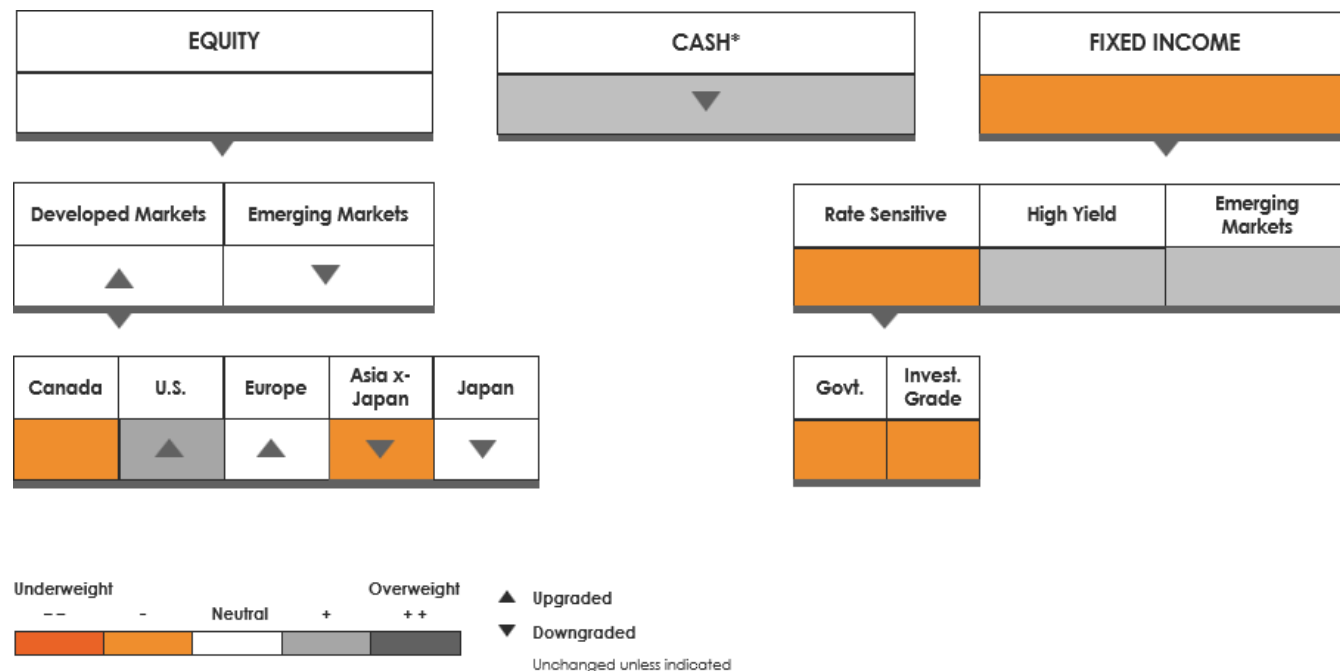 EQUITY
CASH*
FIXED INCOME
Developed Markets
Emerging Markets
Rate Sensitive
High Yield
Emerging
Markets
Canada
U.S.
Europe
Asia x-
Japan
Japan
Govt.
Invest.
Grade
Underweight
Overweight
--
-
Neutral
+
++
▲ Upgraded
▼ Downgraded
Unchanged unless indicated